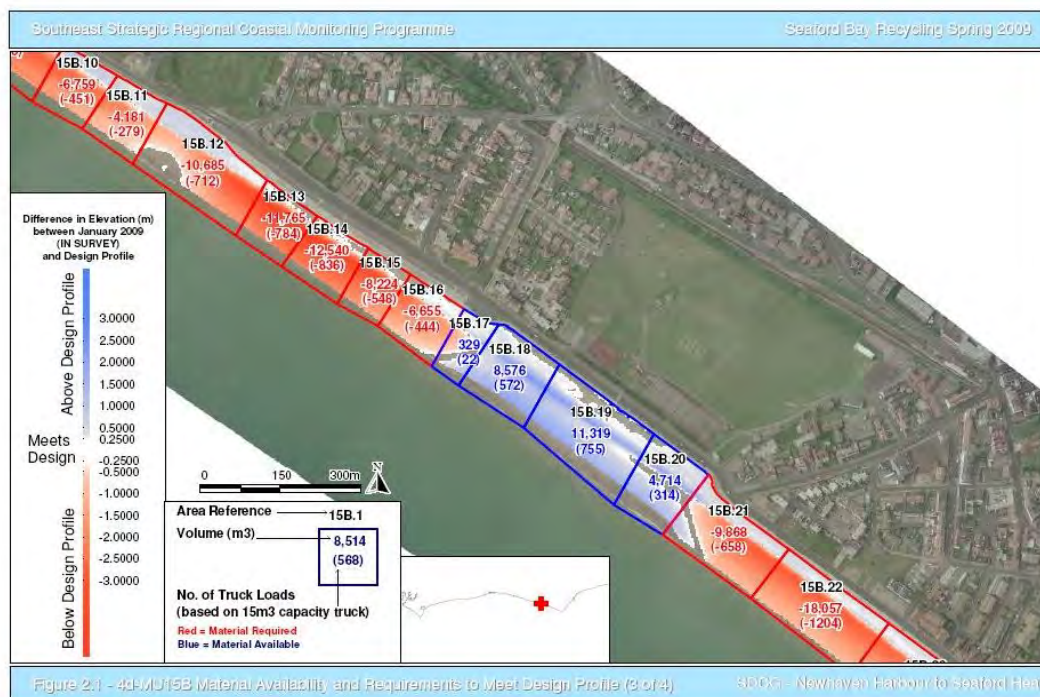 Southeast Strategic Regional Coastal Monitoring Programme
Seaford Bay Recycling Spring 2009
15B.10
-6,759
(-451)
15B.11
-4,181
(-279)
15B.12
-10,685
(-712)
15B.13
-11,765
(-784)
15B.14
-12,540
(-836)
15B.15
-8,224
(-548)
15B.16
-6,655
(-444)
15B.17
329
(22)
15B.18
8,576
(572)
15B.19
11,319
(755)
15B.20
4,714
(314)
15B.21
-9,868
(-658)
15B.22
-18,057
(-1204)
Difference in Elevation (m)
between January 2009
(IN SURVEY)
and Design Profile
Above Design Profile
Meets
Design
Below Design Profile
3.0000
2.5000
2.0000
1.5000
1.0000
0.5000
0.2500
-0.2500
-0.5000
-1.0000
-1.5000
-2.0000
-2.5000
-3.0000
0 150 300m
N
Area Reference
15B.1
Volume (m3)
8,514
(568)
No. of Truck Loads
(based on 15m3 capacity truck)
Red = Material Required
Blue = Material Available
Figure 2.1 - 4d-MU15B Material Availability and Requirements to Meet Design Profile (3 of 4)
SDCG - Newhaven Harbour to Seaford Head